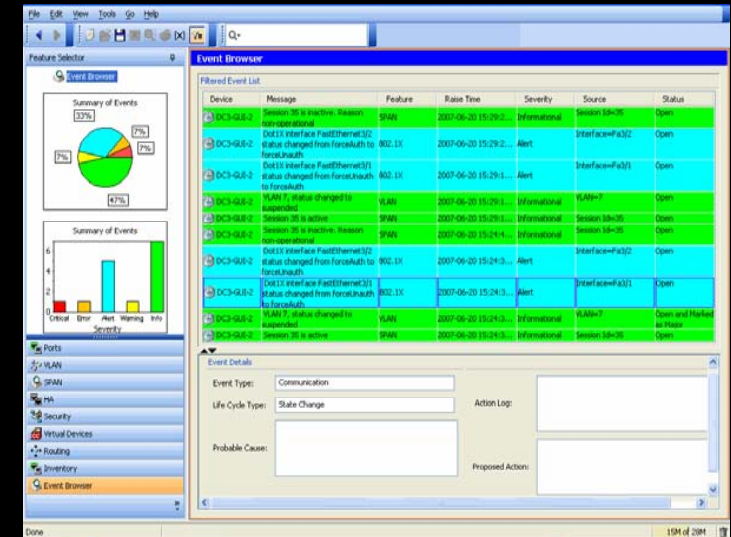 File Edit View Tools Go Help
Feature Selector
Event Browser
Event Browser
Summary of Events
33%
7%
7%
7%
47%
Summary of Events
6
4
2
0
Critical Error Alert Warning Info
Severity
Ports
VLAN
SPAN
HA
Security
Virtual Devices
Routing
Inventory
Event Browser
Filtered Event List
Device Message Feature Raise Time Severity Source Status
DC3-GUI-2 Session 35 is inactive. Reason non-operational SPAN 2007-06-20 15:29:2... Informational Session Id=35 Open
DC3-GUI-2 Dot1X interface FastEthernet3/2 status changed from forceAuth to forceUnauth 802.1X 2007-06-20 15:29:2... Alert Interface=Fa3/2 Open
DC3-GUI-2 Dot1X interface FastEthernet3/1 status changed from forceUnauth to forceAuth 802.1X 2007-06-20 15:29:1... Alert Interface=Fa3/1 Open
DC3-GUI-2 VLAN 7, status changed to suspended VLAN 2007-06-20 15:29:1... Informational VLAN=7 Open
DC3-GUI-2 Session 35 is active SPAN 2007-06-20 15:29:1... Informational Session Id=35 Open
DC3-GUI-2 Session 35 is inactive. Reason non-operational SPAN 2007-06-20 15:24:4... Informational Session Id=35 Open
DC3-GUI-2 Dot1X interface FastEthernet3/2 status changed from forceAuth to forceUnauth 802.1X 2007-06-20 15:24:3... Alert Interface=Fa3/2 Open
DC3-GUI-2 Dot1X interface FastEthernet3/1 status changed from forceUnauth to forceAuth 802.1X 2007-06-20 15:24:3... Alert Interface=Fa3/1 Open
DC3-GUI-2 VLAN 7, status changed to suspended VLAN 2007-06-20 15:24:3... Informational VLAN=7 Open and Marked as Major
DC3-GUI-2 Session 35 is active SPAN 2007-06-20 15:24:3... Informational Session Id=35 Open
Event Details
Event Type: Communication
Life Cycle Type: State Change
Action Log:
Probable Cause:
Proposed Action:
Done
15M of 28M